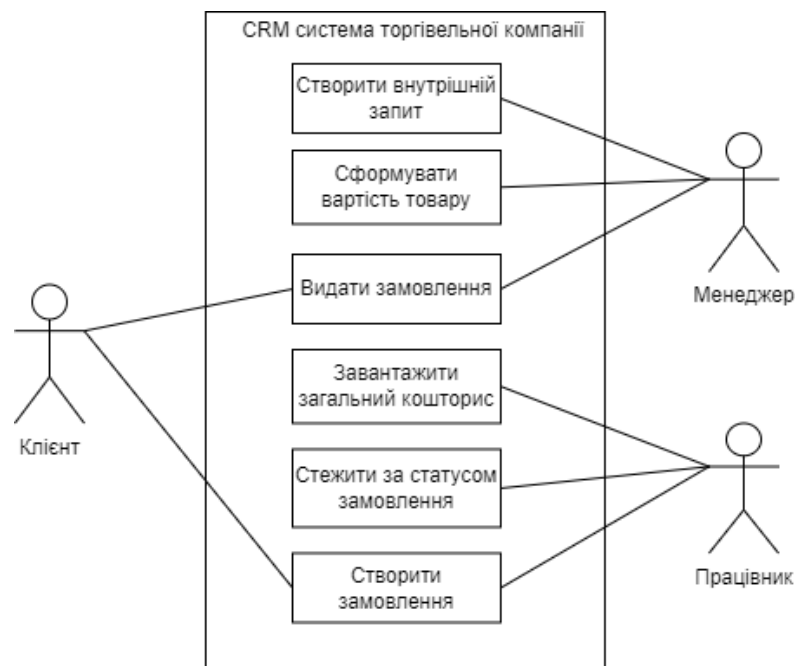 CRM система торгівельної компанії
Створити внутрішній
запит
Сформувати
вартість товару
Видати замовлення
Завантажити
загальний кошторис
Стежити за статусом
замовлення
Створити
замовлення
Клієнт
Менеджер
Працівник